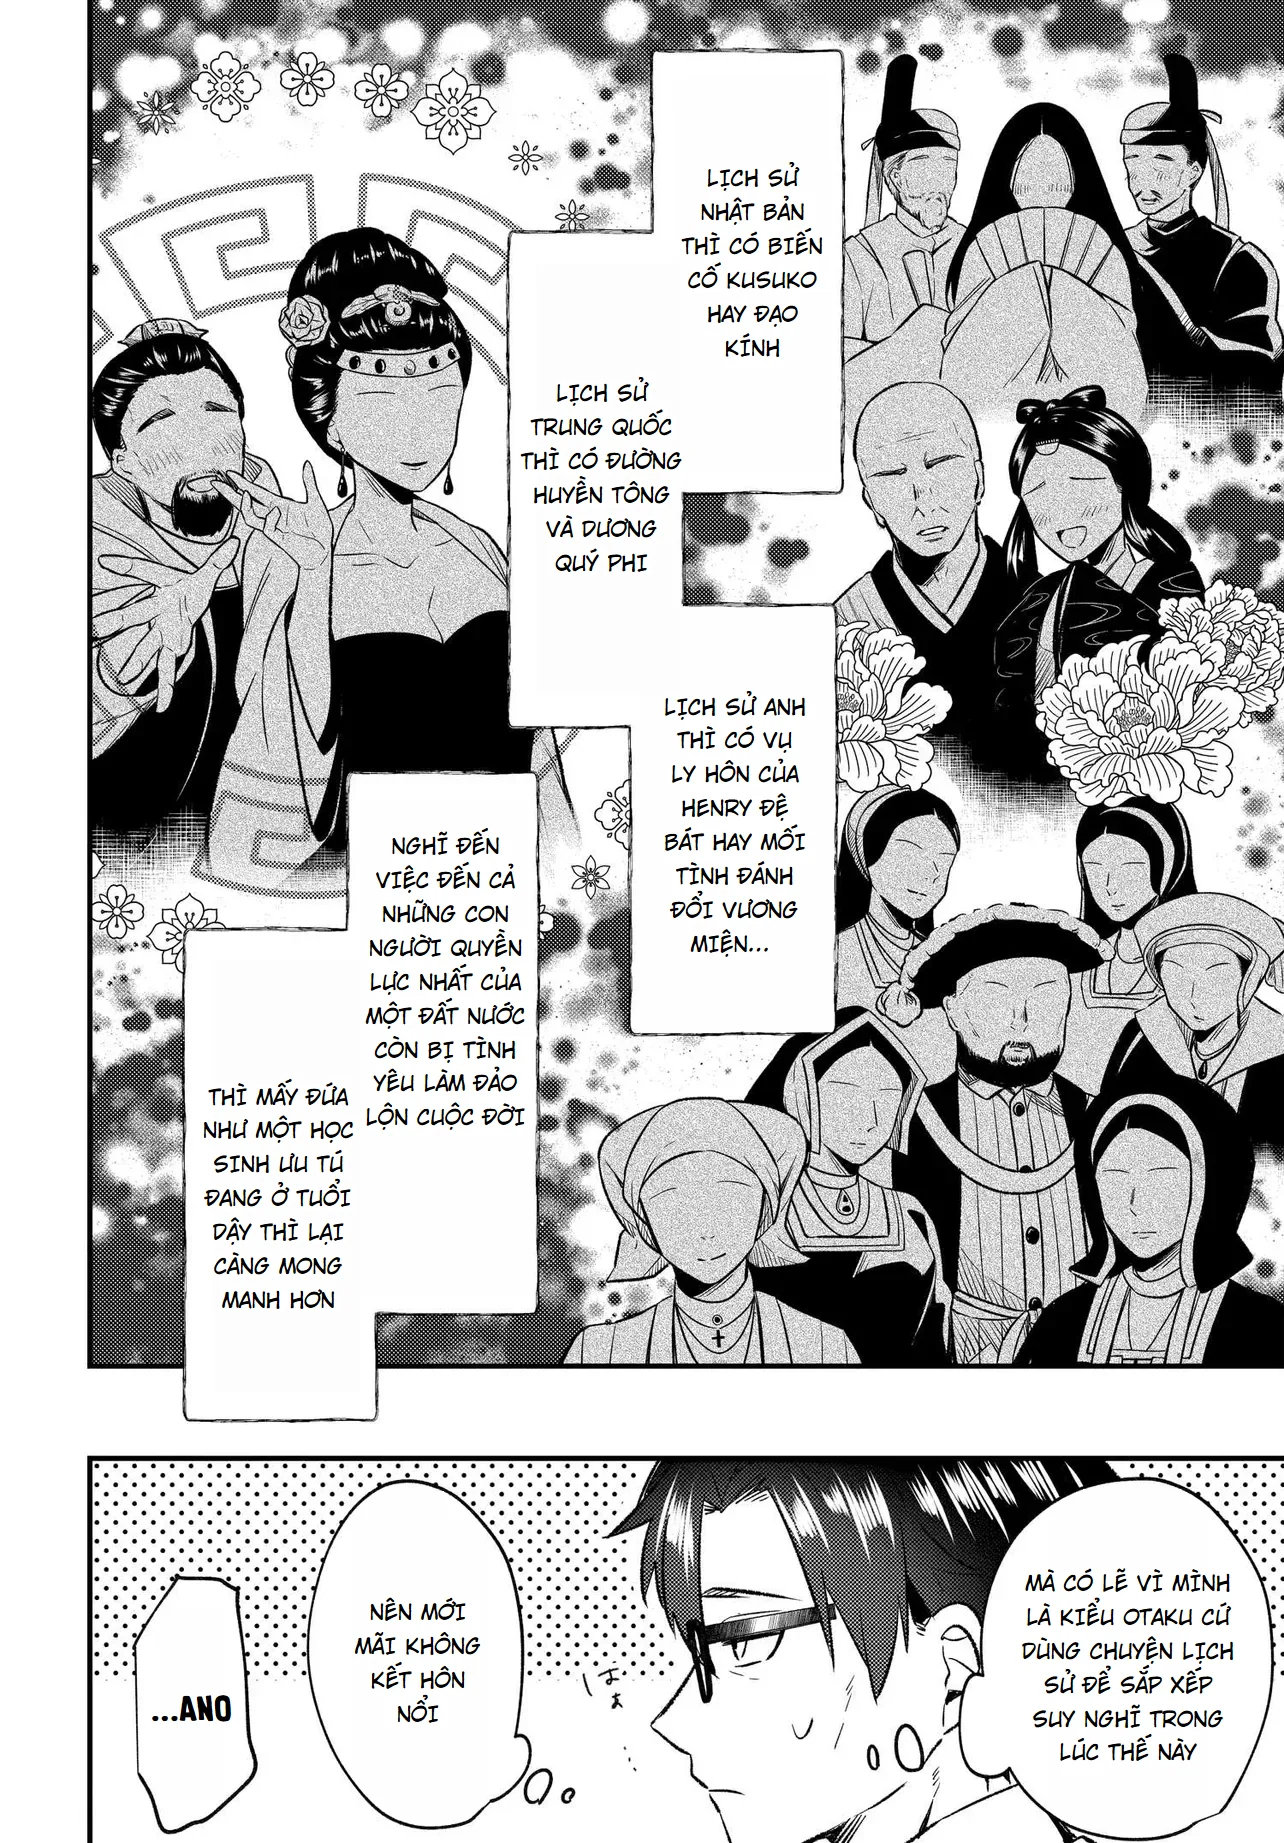 LỊCH SỬ
NHẬT BẢN
THÌ CÓ BIẾN
CỐ KUSUKO
HAY ĐẠO
KÍNH
LỊCH SỬ
TRUNG QUỐC
THÌ CÓ ĐƯỜNG
HUYỀN TÔNG
VÀ DƯƠNG
QUÝ PHI
LỊCH SỬ ANH
THÌ CÓ VỤ
LY HÔN CỦA
HENRY ĐỆ
BÁT HAY MỐI
TÌNH ĐÁNH
ĐỔI VƯƠNG
MIỆN...
NGHĨ ĐẾN
VIỆC ĐẾN CẢ
NHỮNG CON
NGƯỜI QUYỀN
LỰC NHẤT CỦA
MỘT ĐẤT NƯỚC
CÒN BỊ TÌNH
YÊU LÀM ĐẢO
LỘN CUỘC ĐỜI
THÌ MẤY ĐỨA
NHƯ MỘT HỌC
SINH ƯU TÚ
ĐANG Ở TUỔI
DẬY THÌ LẠI
CÀNG MONG
MANH HƠN
MÀ CÓ LẼ VÌ MÌNH
LÀ KIỂU OTAKU CỨ
DÙNG CHUYỆN LỊCH
SỬ ĐỂ SẮP XẾP
SUY NGHĨ TRONG
LÚC THẾ NÀY
はぁ
NÊN MỚI
MÃI KHÔNG
KẾT HÔN
NỔI
...ANO